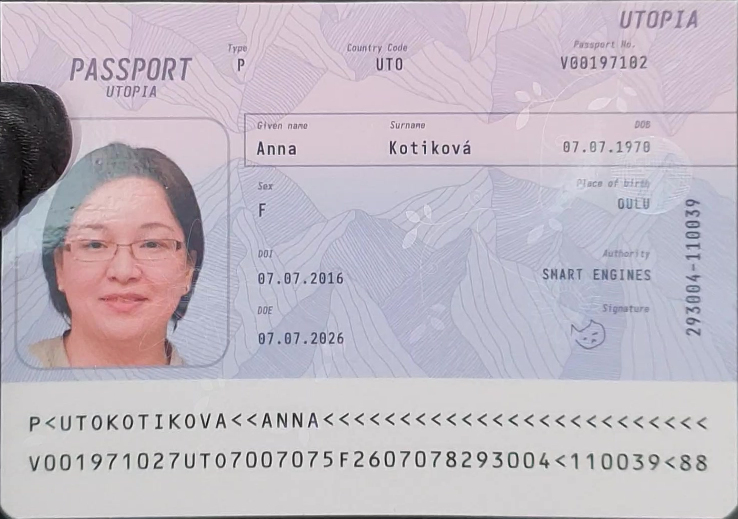 UTOPIA
Type Country Code Passport No.
PASSPORT P UTO V00197102
UTOPIA
Given name Surname DOB
Anna Kotiková 07.07.1970
Sex Place of birth
F OULU
DOI Authority
07.07.2016 SMART ENGINES
DOE Signature
07.07.2026
293004-110039
P<UTOKOTIKOVA<<ANNA<<<<<<<<<<<<<<<<<<<<<<<<<
V001971027UTO7007075F2607078293004<110039<88